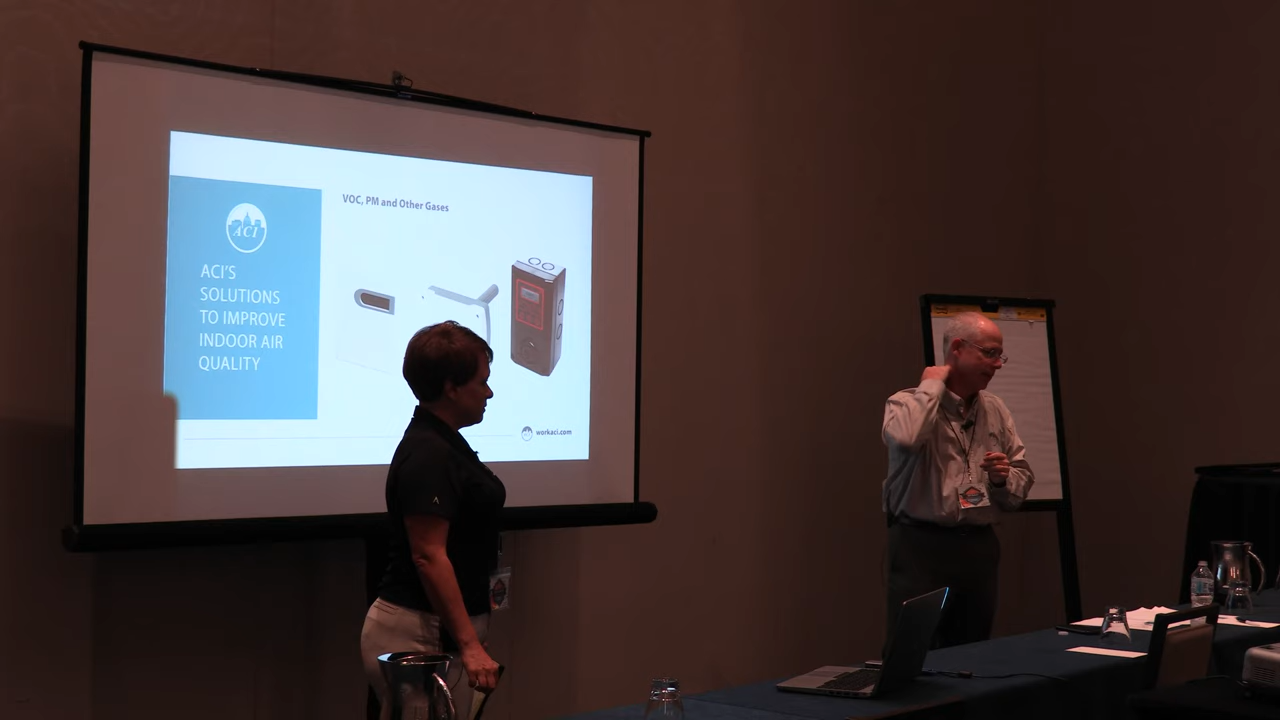 VOC, PM and Other Gases
ACI
ACI'S
SOLUTIONS
TO IMPROVE
INDOOR AIR
QUALITY
workaci.com